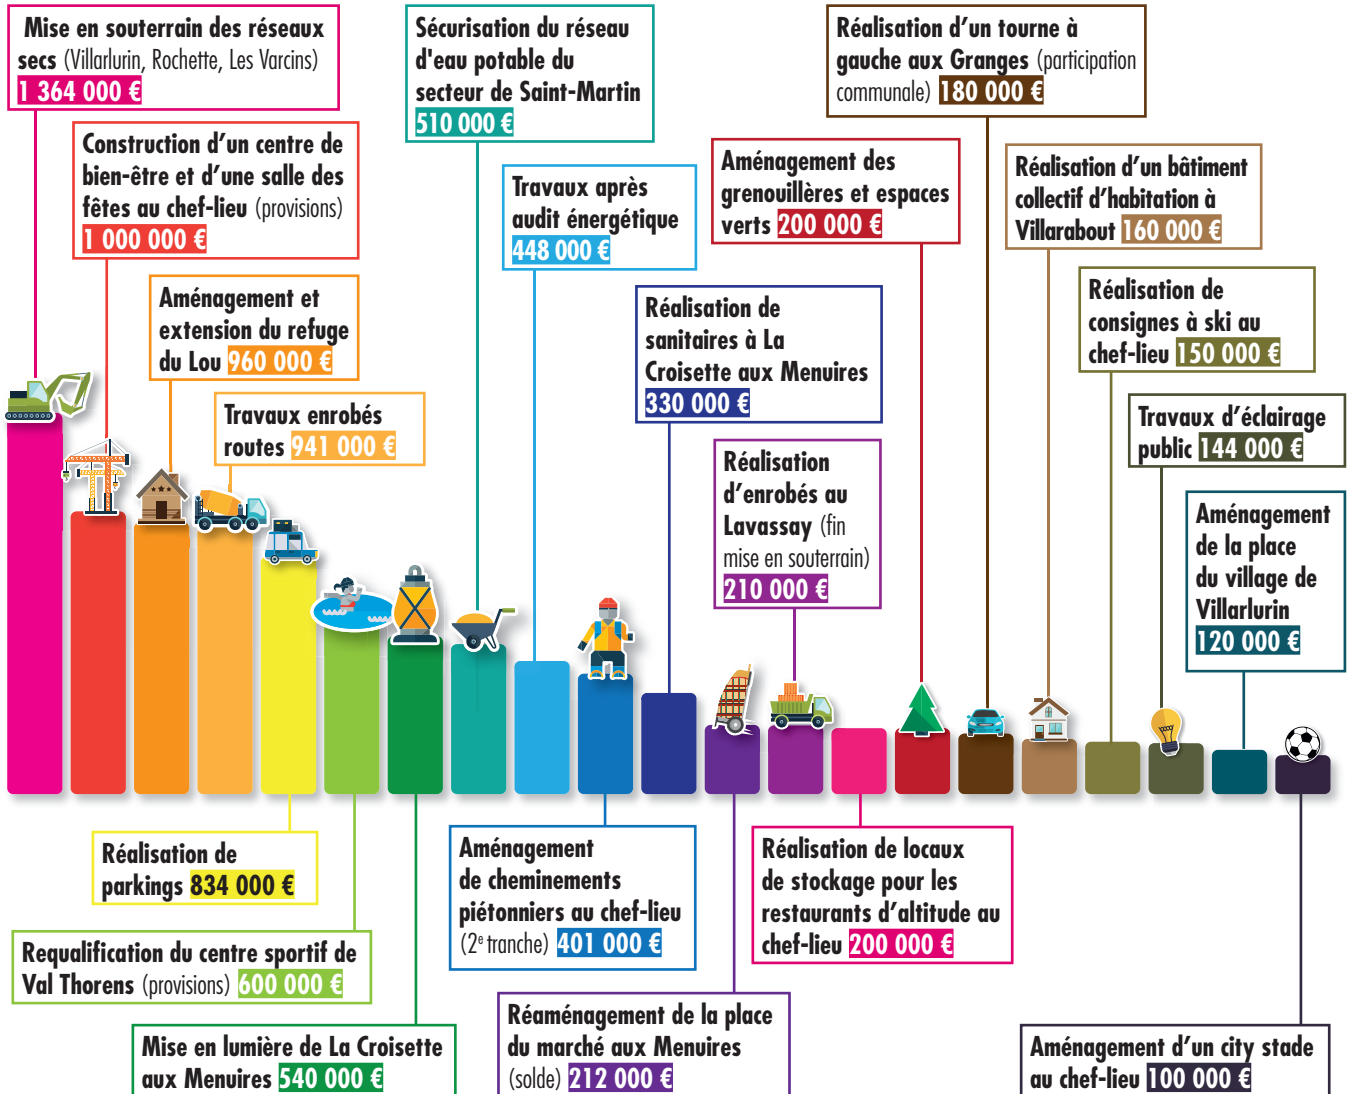 Mise en souterrain des réseaux
secs (Villarlurin, Rochette, Les Varcins)
1 364 000 €
Construction d’un centre de
bien-être et d’une salle des
fêtes au chef-lieu (provisions)
1 000 000 €
Aménagement et
extension du refuge
du Lou 960 000 €
Travaux enrobés
routes 941 000 €
Sécurisation du réseau
d'eau potable du
secteur de Saint-Martin
510 000 €
Travaux après
audit énergétique
448 000 €
Réalisation de
sanitaires à La
Croisette aux Menuires
330 000 €
Aménagement des
grenouillères et espaces
verts 200 000 €
Réalisation
d’enrobés au
Lavassay (fin
mise en souterrain)
210 000 €
Réalisation d’un tourne à
gauche aux Granges (participation
communale) 180 000 €
Réalisation d’un bâtiment
collectif d’habitation à
Villarabout 160 000 €
Réalisation de
consignes à ski au
chef-lieu 150 000 €
Travaux d’éclairage
public 144 000 €
Aménagement
de la place
du village de
Villarlurin
120 000 €
Réalisation de
parkings 834 000 €
Requalification du centre sportif de
Val Thorens (provisions) 600 000 €
Mise en lumière de La Croisette
aux Menuires 540 000 €
Aménagement
de cheminements
piétonniers au chef-lieu
(2e tranche) 401 000 €
Réaménagement de la place
du marché aux Menuires
(solde) 212 000 €
Réalisation de locaux
de stockage pour les
restaurants d’altitude au
chef-lieu 200 000 €
Aménagement d’un city stade
au chef-lieu 100 000 €